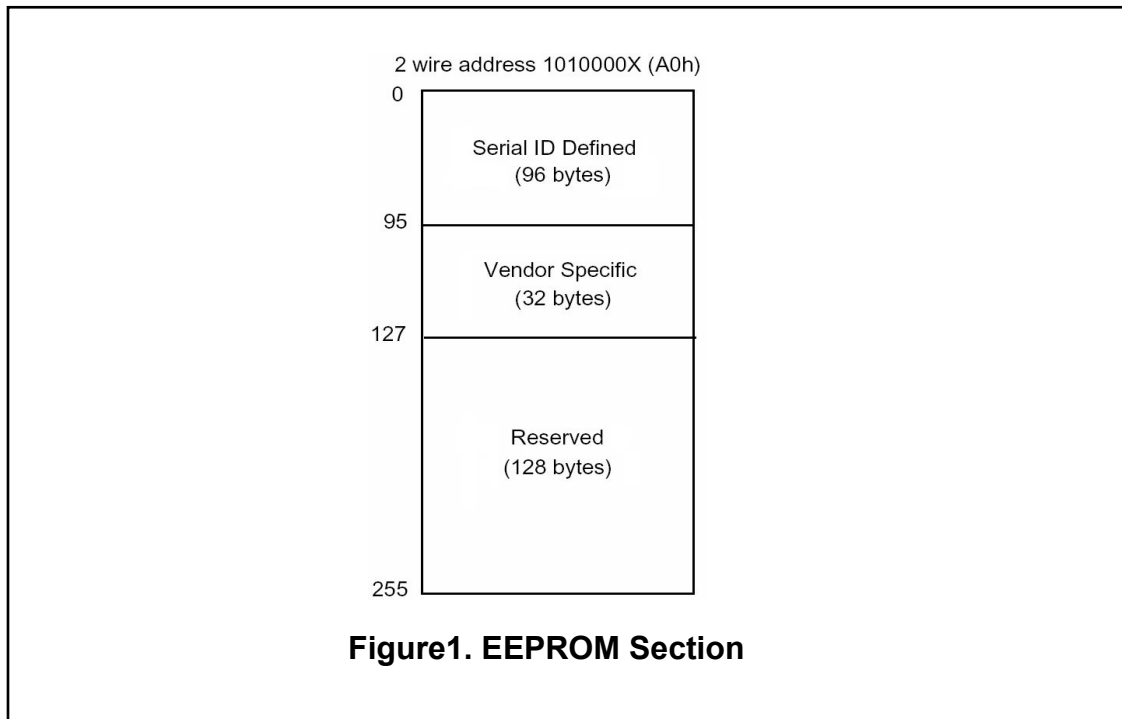 2 wire address 1010000X (A0h)
0
Serial ID Defined
(96 bytes)
95
Vendor Specific
(32 bytes)
127
Reserved
(128 bytes)
255
Figure1. EEPROM Section